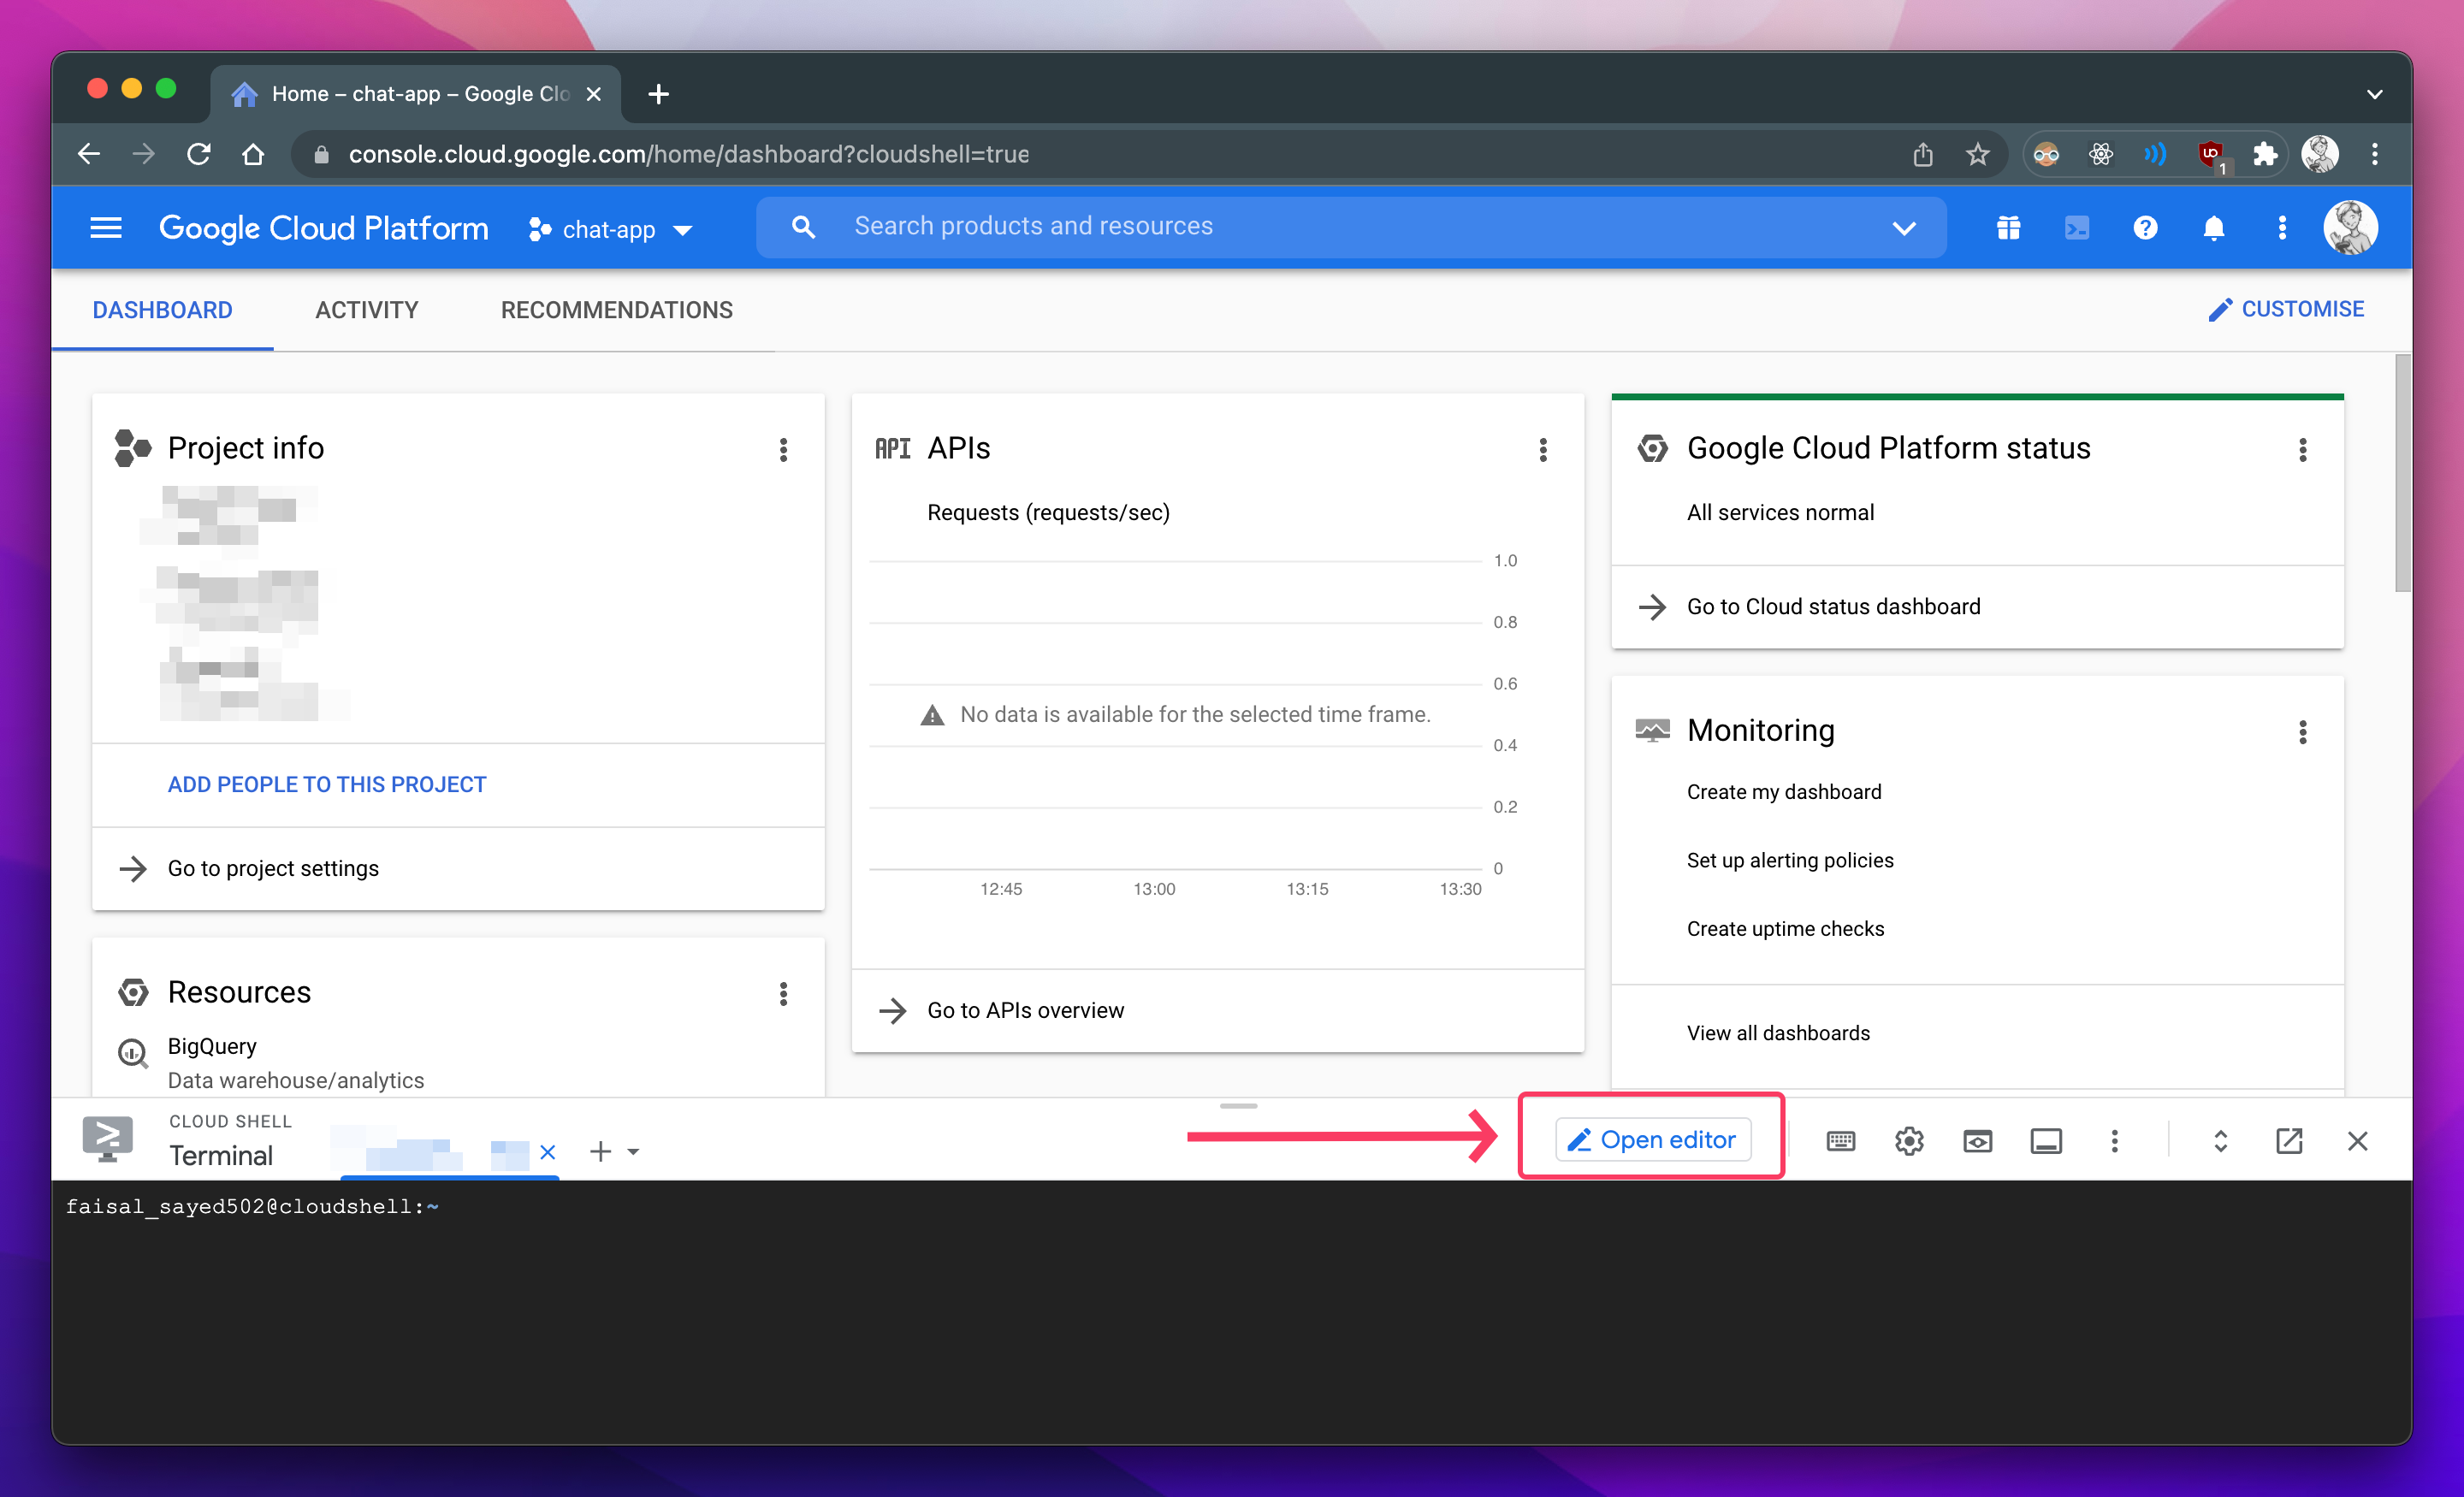 Home – chat-app – Google Clo
console.cloud.google.com/home/dashboard?cloudshell=true
1
Google Cloud Platform
chat-app
Search products and resources
DASHBOARD
ACTIVITY
RECOMMENDATIONS
CUSTOMISE
Project info
ADD PEOPLE TO THIS PROJECT
Go to project settings
Resources
BigQuery
Data warehouse/analytics
API APIs
Requests (requests/sec)
1.0
0.8
0.6
No data is available for the selected time frame.
0.4
0.2
0
12:45
13:00
13:15
13:30
Go to APIs overview
Google Cloud Platform status
All services normal
Go to Cloud status dashboard
Monitoring
Create my dashboard
Set up alerting policies
Create uptime checks
View all dashboards
CLOUD SHELL
Terminal
Open editor
faisal_sayed502@cloudshell:~